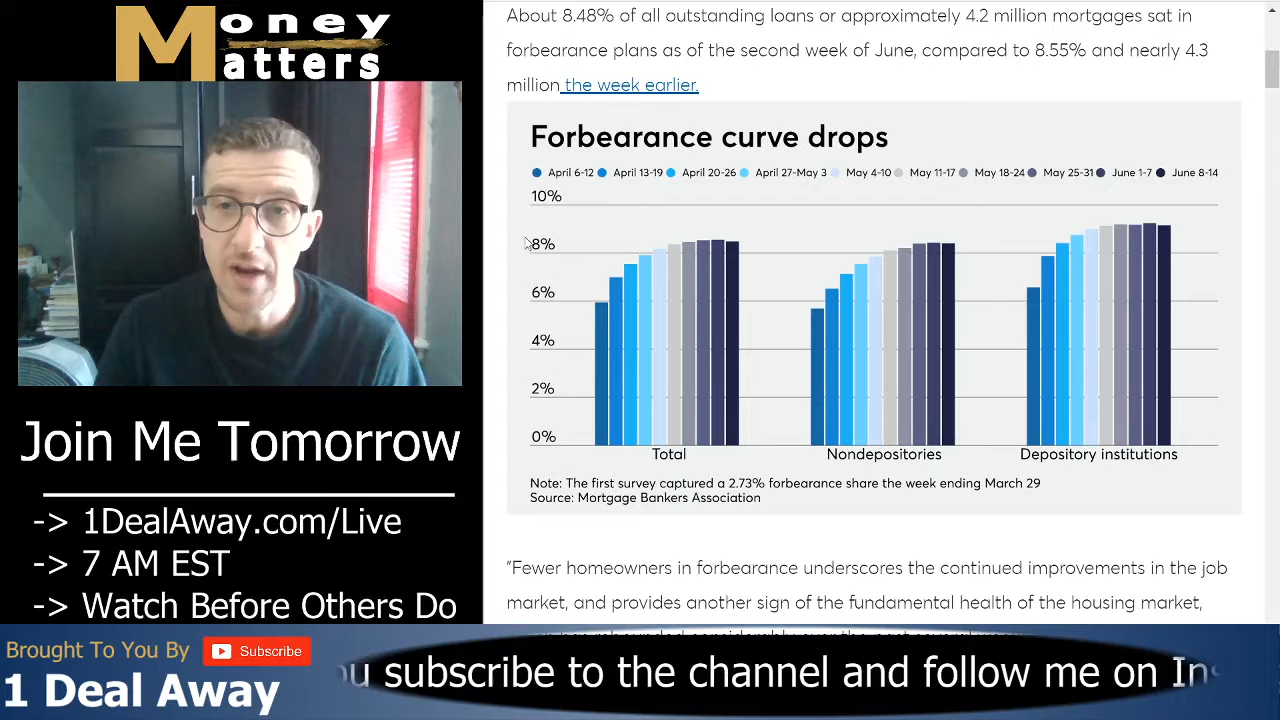 Money
Matters
Join Me Tomorrow
-> 1DealAway.com/Live
-> 7 AM EST
-> Watch Before Others Do
About 8.48% of all outstanding loans or approximately 4.2 million mortgages sat in
forbearance plans as of the second week of June, compared to 8.55% and nearly 4.3
million the week earlier.
Forbearance curve drops
April 6-12 April 13-19 April 20-26 April 27-May 3 May 4-10 May 11-17 May 18-24 May 25-31 June 1-7 June 8-14
10%
8%
6%
4%
2%
0%
Total Nondepositories Depository institutions
Note: The first survey captured a 2.73% forbearance share the week ending March 29
Source: Mortgage Bankers Association
"Fewer homeowners in forbearance underscores the continued improvements in the job
market, and provides another sign of the fundamental health of the housing market,
Brought To You By Subscribe
1 Deal Away
subscribe to the channel and follow me on